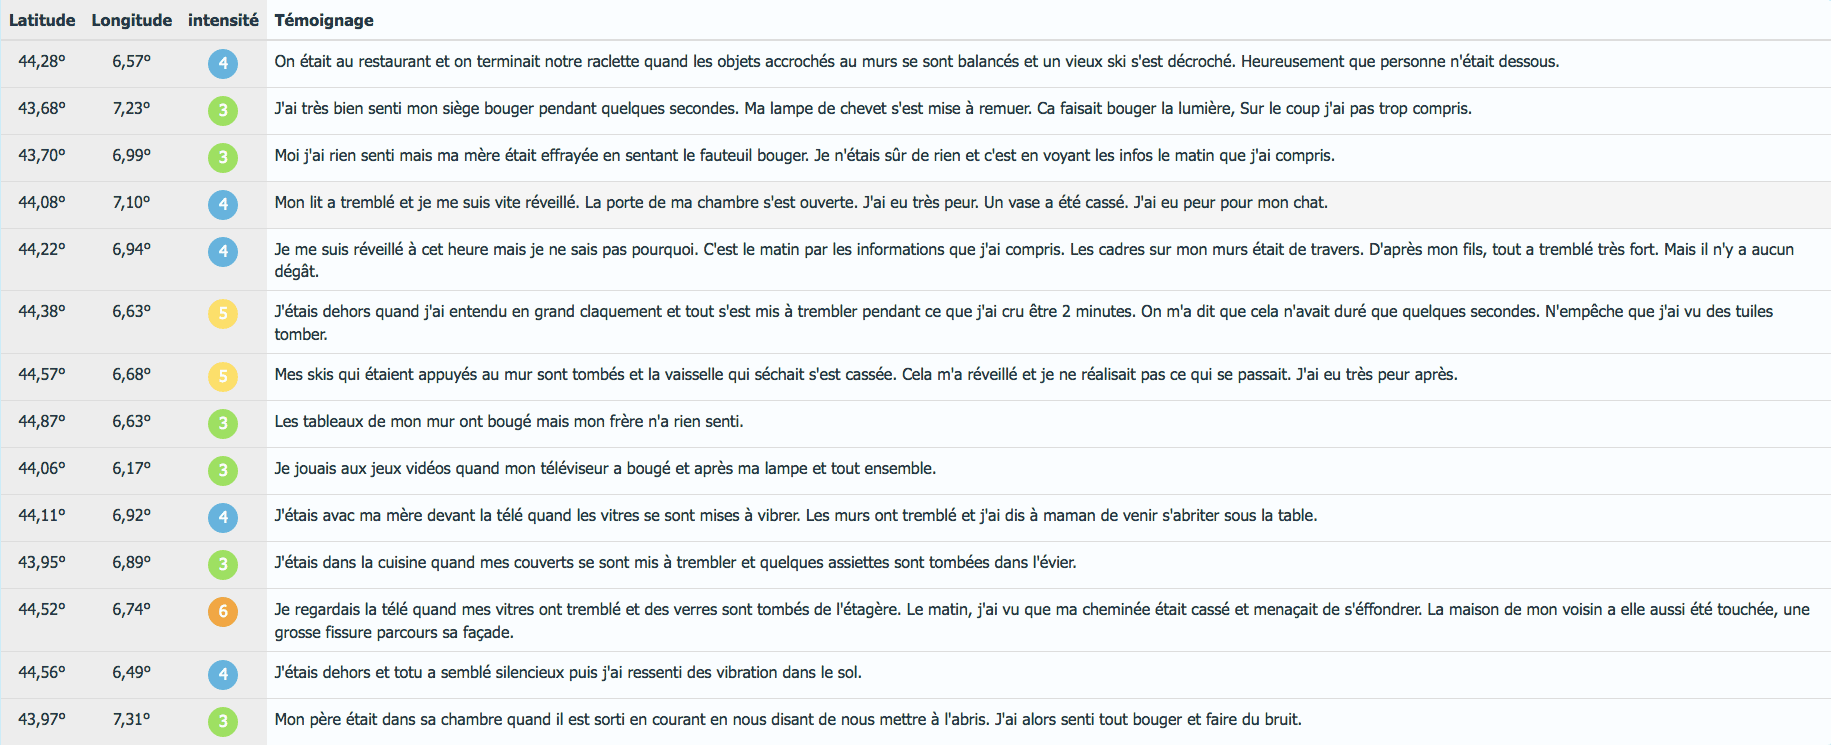 Latitude Longitude intensité Témoignage
44,28° 6,57° 4 On était au restaurant et on terminait notre raclette quand les objets accrochés au murs se sont balancés et un vieux ski s'est décroché. Heureusement que personne n'était dessous.
43,68° 7,23° 3 J'ai très bien senti mon siège bouger pendant quelques secondes. Ma lampe de chevet s'est mise à remuer. Ca faisait bouger la lumière, Sur le coup j'ai pas trop compris.
43,70° 6,99° 3 Moi j'ai rien senti mais ma mère était effrayée en sentant le fauteuil bouger. Je n'étais sûr de rien et c'est en voyant les infos le matin que j'ai compris.
44,08° 7,10° 4 Mon lit a tremblé et je me suis vite réveillé. La porte de ma chambre s'est ouverte. J'ai eu très peur. Un vase a été cassé. J'ai eu peur pour mon chat.
44,22° 6,94° 4 Je me suis réveillé à cet heure mais je ne sais pas pourquoi. C'est le matin par les informations que j'ai compris. Les cadres sur mon murs était de travers. D'après mon fils, tout a tremblé très fort. Mais il n'y a aucun
dégât.
44,38° 6,63° 5 J'étais dehors quand j'ai entendu en grand claquement et tout s'est mis à trembler pendant ce que j'ai cru être 2 minutes. On m'a dit que cela n'avait duré que quelques secondes. N'empêche que j'ai vu des tuiles
tomber.
44,57° 6,68° 5 Mes skis qui étaient appuyés au mur sont tombés et la vaisselle qui séchait s'est cassée. Cela m'a réveillé et je ne réalisait pas ce qui se passait. J'ai eu très peur après.
44,87° 6,63° 3 Les tableaux de mon mur ont bougé mais mon frère n'a rien senti.
44,06° 6,17° 3 Je jouais aux jeux vidéos quand mon téléviseur a bougé et après ma lampe et tout ensemble.
44,11° 6,92° 4 J'étais avac ma mère devant la télé quand les vitres se sont mises à vibrer. Les murs ont tremblé et j'ai dis à maman de venir s'abriter sous la table.
43,95° 6,89° 3 J'étais dans la cuisine quand mes couverts se sont mis à trembler et quelques assiettes sont tombées dans l'évier.
44,52° 6,74° 6 Je regardais la télé quand mes vitres ont tremblé et des verres sont tombés de l'étagère. Le matin, j'ai vu que ma cheminée était cassé et menaçait de s'éffondrer. La maison de mon voisin a elle aussi été touchée, une
grosse fissure parcours sa façade.
44,56° 6,49° 4 J'étais dehors et totu a semblé silencieux puis j'ai ressenti des vibration dans le sol.
43,97° 7,31° 3 Mon père était dans sa chambre quand il est sorti en courant en nous disant de nous mettre à l'abris. J'ai alors senti tout bouger et faire du bruit.